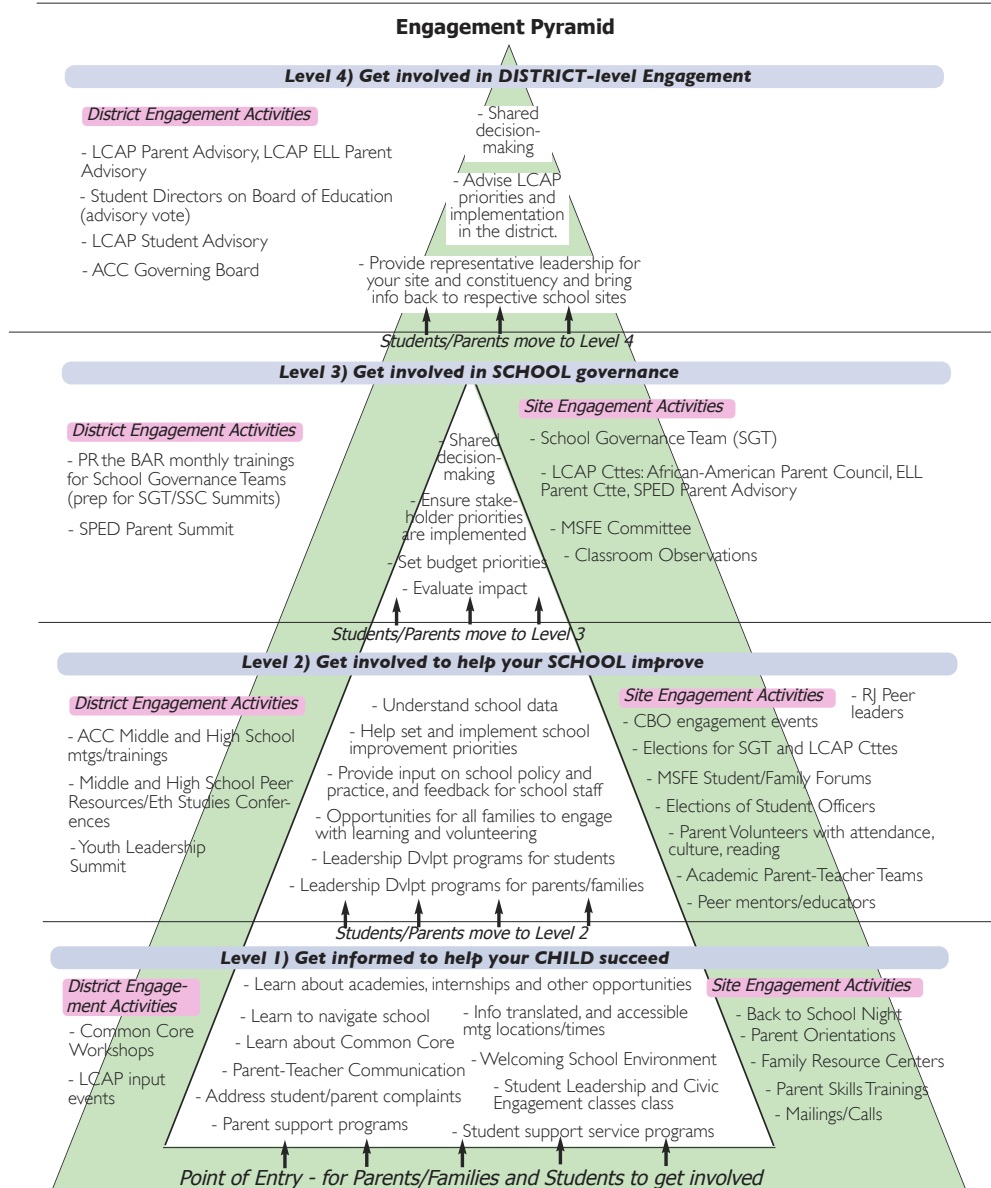 Engagement Pyramid
Level 4) Get involved in DISTRICT-level Engagement
District Engagement Activities
- LCAP Parent Advisory, LCAP ELL Parent
Advisory
- Student Directors on Board of Education
(advisory vote)
- LCAP Student Advisory
- ACC Governing Board
- Shared
decision-
making
- Advise LCAP
priorities and
implementation
in the district.
- Provide representative leadership for
your site and constituency and bring
info back to respective school sites
Students/Parents move to Level 4
Level 3) Get involved in SCHOOL governance
District Engagement Activities
- PR the BAR monthly trainings
for School Governance Teams
(prep for SGT/SSC Summits)
- SPED Parent Summit
- Shared
decision-
making
- Ensure stake-
holder priorities
are implemented
- Set budget priorities
- Evaluate impact
Site Engagement Activities
- School Governance Team (SGT)
- LCAP Cttes: African-American Parent Council, ELL
Parent Ctte, SPED Parent Advisory
- MSFE Committee
- Classroom Observations
Students/Parents move to Level 3
Level 2) Get involved to help your SCHOOL improve
District Engagement Activities
- ACC Middle and High School
mtgs/trainings
- Middle and High School Peer
Resources/Eth Studies Confer-
ences
- Youth Leadership
Summit
- Understand school data
- Help set and implement school
improvement priorities
- Provide input on school policy and
practice, and feedback for school staff
- Opportunities for all families to engage
with learning and volunteering
- Leadership Dvlpt programs for students
- Leadership Dvlpt programs for parents/families
Site Engagement Activities
- RJ Peer
leaders
- CBO engagement events
- Elections for SGT and LCAP Cttes
- MSFE Student/Family Forums
- Elections of Student Officers
- Parent Volunteers with attendance,
culture, reading
- Academic Parent-Teacher Teams
- Peer mentors/educators
Students/Parents move to Level 2
Level 1) Get informed to help your CHILD succeed
District Engage-
ment Activities
- Common Core
Workshops
- LCAP input
events
- Learn about academies, internships and other opportunities
- Learn to navigate school
- Learn about Common Core
- Parent-Teacher Communication
- Address student/parent complaints
- Parent support programs
- Info translated, and accessible
mtg locations/times
- Welcoming School Environment
- Student Leadership and Civic
Engagement classes class
- Student support service programs
Site Engagement Activities
- Back to School Night
- Parent Orientations
- Family Resource Centers
- Parent Skills Trainings
- Mailings/Calls
Point of Entry - for Parents/Families and Students to get involved